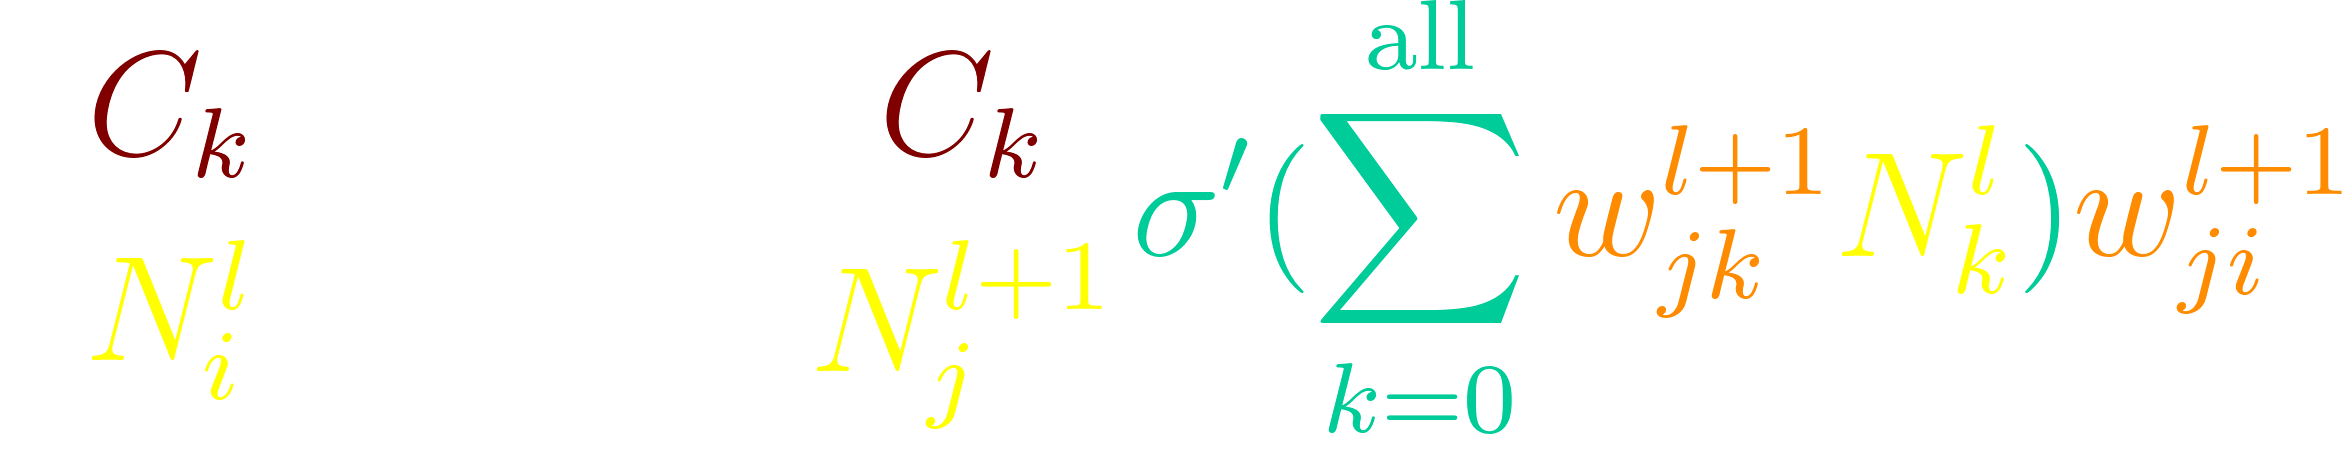 C_k C_k σ′(∑_{k=0}^{all} w_{jk}^{l+1} N_k^l) w_{ji}^{l+1}
N_i^l N_j^{l+1}